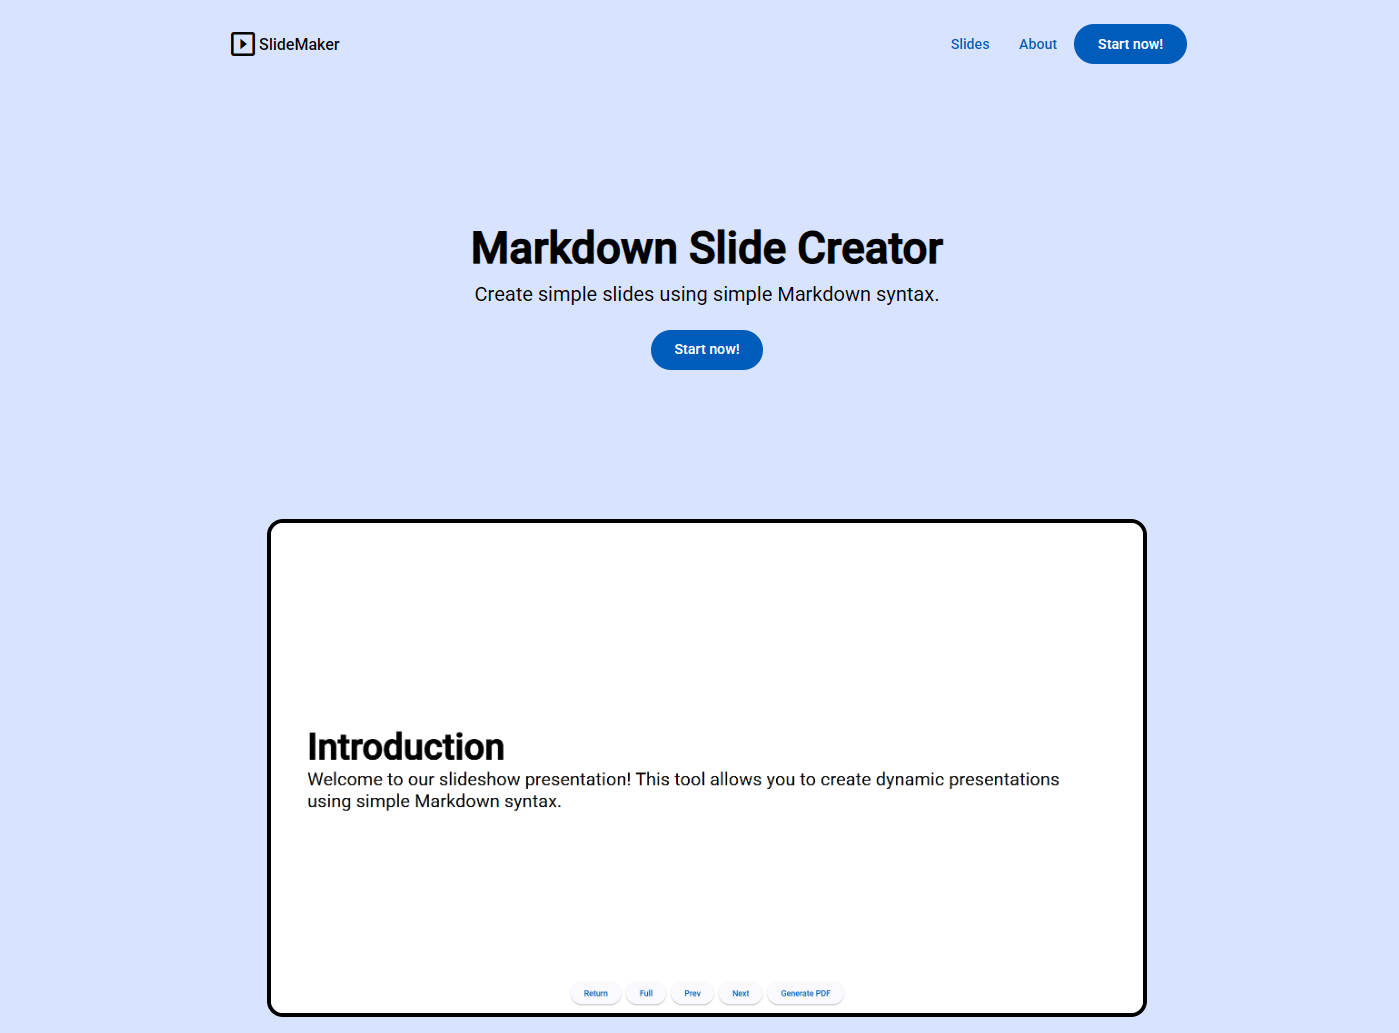 SlideMaker
Slides
About
Start now!
Markdown Slide Creator
Create simple slides using simple Markdown syntax.
Start now!
Introduction
Welcome to our slideshow presentation! This tool allows you to create dynamic presentations
using simple Markdown syntax.
Return
Full
Prev
Next
Generate PDF